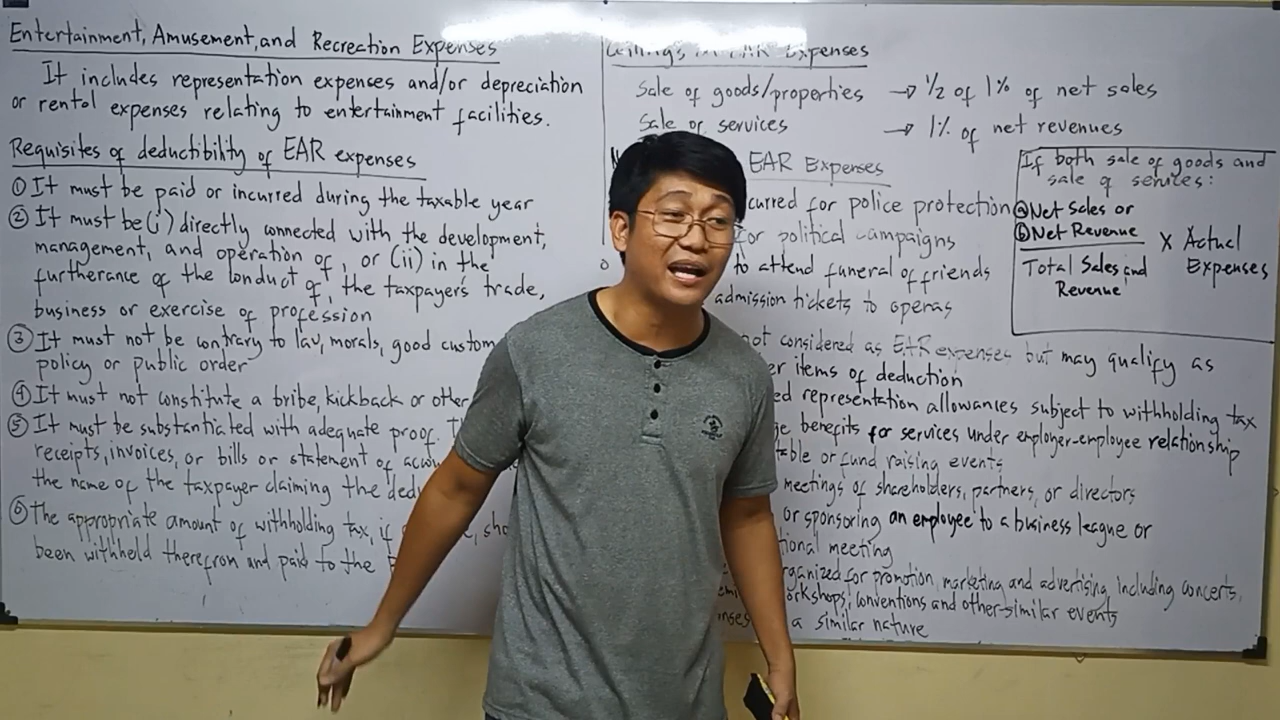 Entertainment, Amusement, and Recreation Expenses
It includes representation expenses and/or depreciation
or rental expenses relating to entertainment facilities.
Requisites of deductibility of EAR expenses
① It must be paid or incurred during the taxable year
② It must be (i) directly connected with the development,
management, and operation of, or (ii) in the
furtherance of the conduct of, the taxpayer's trade,
business or exercise of profession
③ It must not be contrary to law, morals, good custom
policy or public order
④ It must not constitute a bribe, kickback or other
⑤ It must be substantiated with adequate proof.
receipts, invoices, or bills or statement of
the name of the taxpayer claiming the
⑥ The appropriate amount of withholding tax, if
been withheld therefrom and paid to the
Ceilings in EAR Expenses
Sale of goods/properties → 1/2 of 1% of net sales
Sale of services → 1% of net revenues
EAR Expenses
for police protection
for political campaigns
to attend funeral of friends
admission tickets to operas
If both sale of goods and
sale of services:
ⓐ Net Sales or
ⓑ Net Revenue
Total Sales and
Revenue
X Actual
Expenses
not considered as EAR expenses but may qualify as
items of deduction
representation allowances subject to withholding tax
benefits for services under employer-employee relationship
or fund raising events
meetings of shareholders, partners, or directors
or sponsoring an employee to a business league or
meeting
organized for promotion, marketing and advertising, including concerts,
workshops, conventions and other similar events
a similar nature